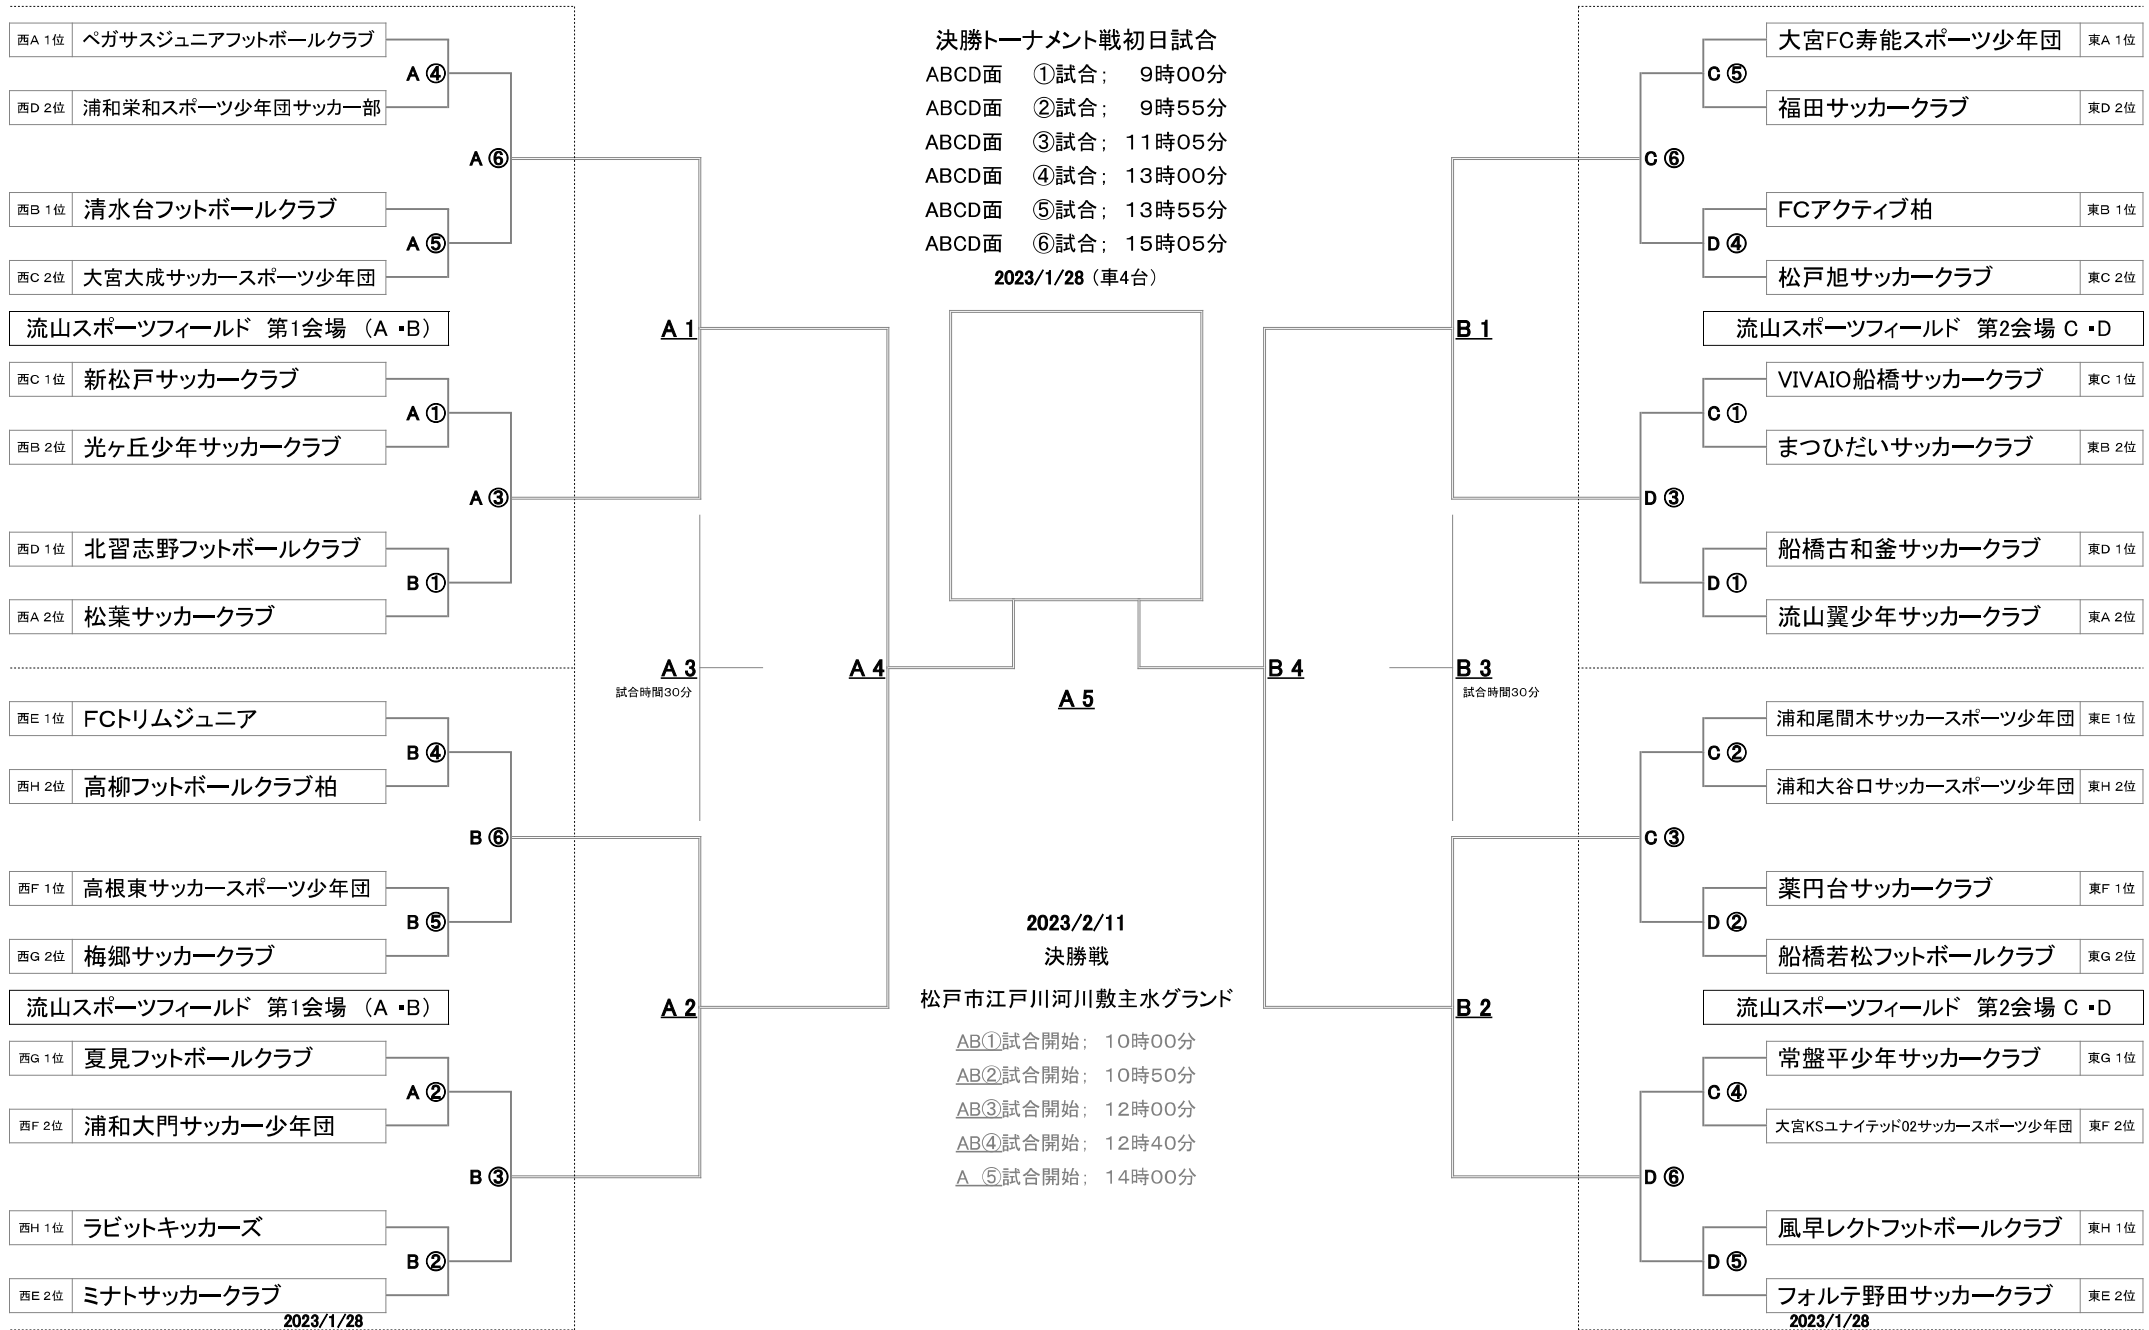 西A 1位 ペガサスジュニアフットボールクラブ
A ④
西D 2位 浦和栄和スポーツ少年団サッカー部
A ⑥
西B 1位 清水台フットボールクラブ
A ⑤
西C 2位 大宮大成サッカースポーツ少年団
流山スポーツフィールド 第1会場 (A ・B)
西C 1位 新松戸サッカークラブ
A ①
西B 2位 光ヶ丘少年サッカークラブ
A ③
西D 1位 北習志野フットボールクラブ
B ①
西A 2位 松葉サッカークラブ
西E 1位 FCトリムジュニア
B ④
西H 2位 高柳フットボールクラブ柏
B ⑥
西F 1位 高根東サッカースポーツ少年団
B ⑤
西G 2位 梅郷サッカークラブ
流山スポーツフィールド 第1会場 (A ・B)
西G 1位 夏見フットボールクラブ
A ②
西F 2位 浦和大門サッカー少年団
B ③
西H 1位 ラビットキッカーズ
B ②
西E 2位 ミナトサッカークラブ
2023/1/28
A 1
A 3
試合時間30分
A 2
A 4
決勝トーナメント戦初日試合
ABCD面 ①試合; 9時00分
ABCD面 ②試合; 9時55分
ABCD面 ③試合; 11時05分
ABCD面 ④試合; 13時00分
ABCD面 ⑤試合; 13時55分
ABCD面 ⑥試合; 15時05分
2023/1/28 (車4台)
A 5
2023/2/11
決勝戦
松戸市江戸川河川敷主水グランド
AB①試合開始; 10時00分
AB②試合開始; 10時50分
AB③試合開始; 12時00分
AB④試合開始; 12時40分
A ⑤試合開始; 14時00分
B 4
B 1
B 3
試合時間30分
B 2
大宮FC寿能スポーツ少年団 東A 1位
C ⑤
福田サッカークラブ 東D 2位
C ⑥
FCアクティブ柏 東B 1位
D ④
松戸旭サッカークラブ 東C 2位
流山スポーツフィールド 第2会場 C ・D
VIVAIO船橋サッカークラブ 東C 1位
C ①
まつひだいサッカークラブ 東B 2位
D ③
船橋古和釜サッカークラブ 東D 1位
D ①
流山翼少年サッカークラブ 東A 2位
浦和尾間木サッカースポーツ少年団 東E 1位
C ②
浦和大谷口サッカースポーツ少年団 東H 2位
C ③
薬円台サッカークラブ 東F 1位
D ②
船橋若松フットボールクラブ 東G 2位
流山スポーツフィールド 第2会場 C ・D
常盤平少年サッカークラブ 東G 1位
C ④
大宮KSユナイテッド02サッカースポーツ少年団 東F 2位
D ⑥
風早レクトフットボールクラブ 東H 1位
D ⑤
フォルテ野田サッカークラブ 東E 2位
2023/1/28